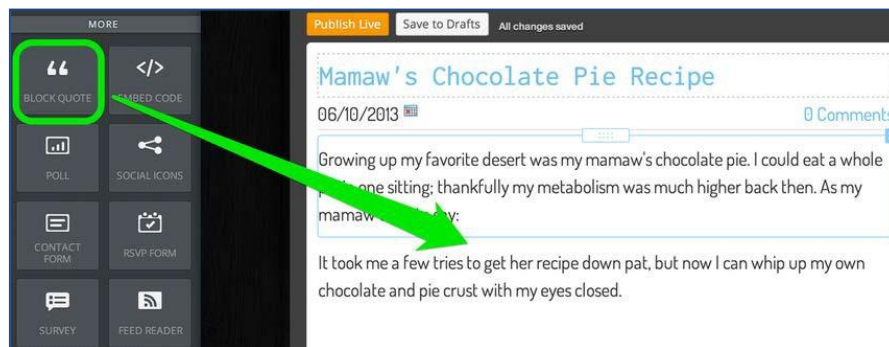 MORE
Publish Live Save to Drafts All changes saved
BLOCK QUOTE EMBED CODE
Mamaw's Chocolate Pie Recipe
06/10/2013 0 Comments
POLL SOCIAL ICONS
Growing up my favorite desert was my mamaw's chocolate pie. I could eat a whole
one sitting; thankfully my metabolism was much higher back then. As my
mamaw say:
CONTACT FORM RSVP FORM
It took me a few tries to get her recipe down pat, but now I can whip up my own
chocolate and pie crust with my eyes closed.
SURVEY FEED READER